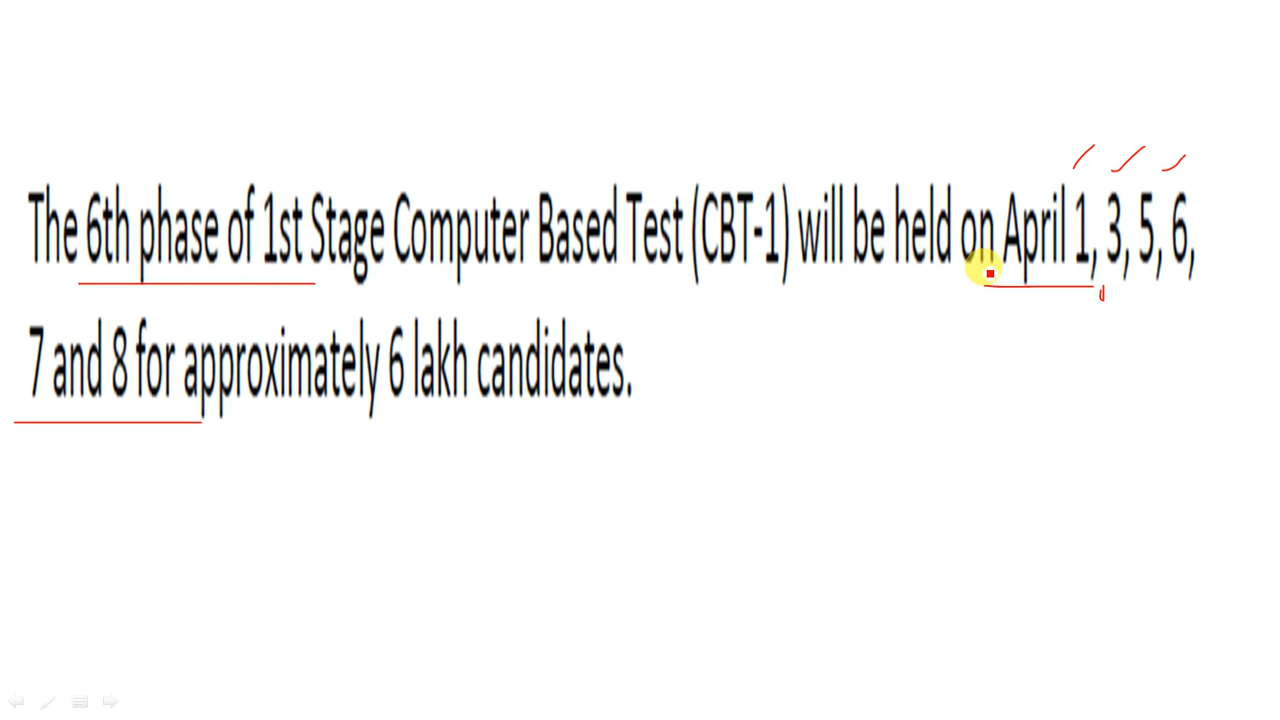 The 6th phase of 1st Stage Computer Based Test (CBT-1) will be held on April 1, 3, 5, 6,
7 and 8 for approximately 6 lakh candidates.